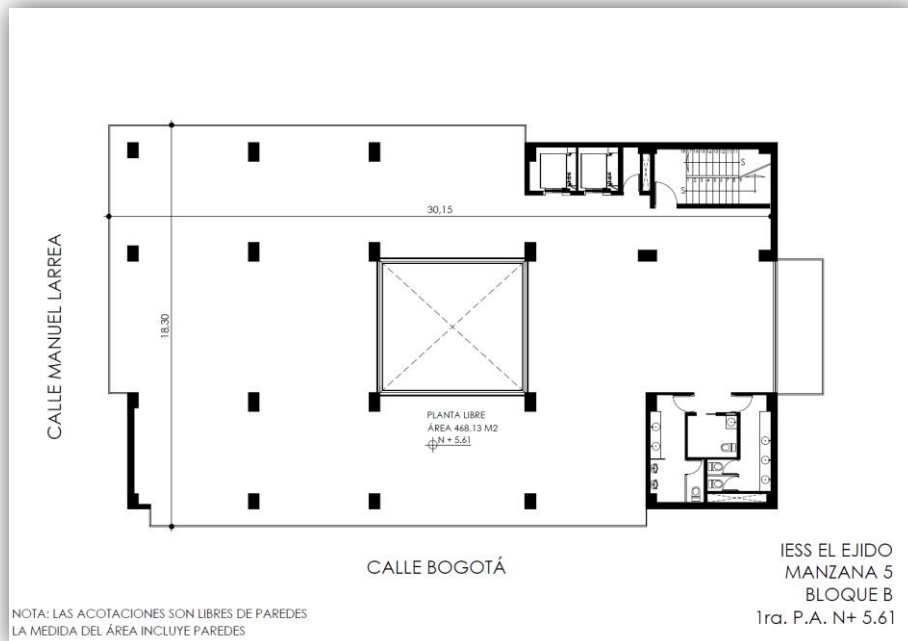 30,15
CALLE MANUEL LARREA
18,30
PLANTA LIBRE
ÁREA 468,13 M2
N + 5.61
CALLE BOGOTÁ
IESS EL EJIDO
MANZANA 5
BLOQUE B
1ra. P.A. N+ 5.61
NOTA: LAS ACOTACIONES SON LIBRES DE PAREDES
LA MEDIDA DEL ÁREA INCLUYE PAREDES
S
S